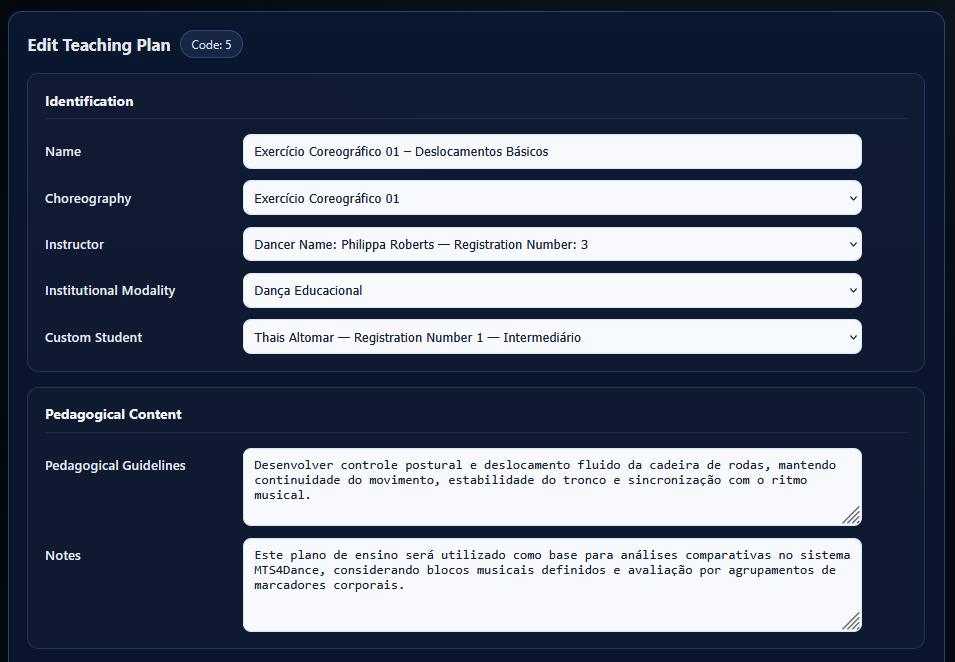 Edit Teaching Plan Code: 5
Identification
Name Exercício Coreográfico 01 – Deslocamentos Básicos
Choreography Exercício Coreográfico 01
Instructor Dancer Name: Philippa Roberts — Registration Number: 3
Institutional Modality Dança Educacional
Custom Student Thais Altomar — Registration Number 1 — Intermediário
Pedagogical Content
Pedagogical Guidelines Desenvolver controle postural e deslocamento fluido da cadeira de rodas, mantendo
continuidade do movimento, estabilidade do tronco e sincronização com o ritmo
musical.
Notes Este plano de ensino será utilizado como base para análises comparativas no sistema
MTS4Dance, considerando blocos musicais definidos e avaliação por agrupamentos de
marcadores corporais.